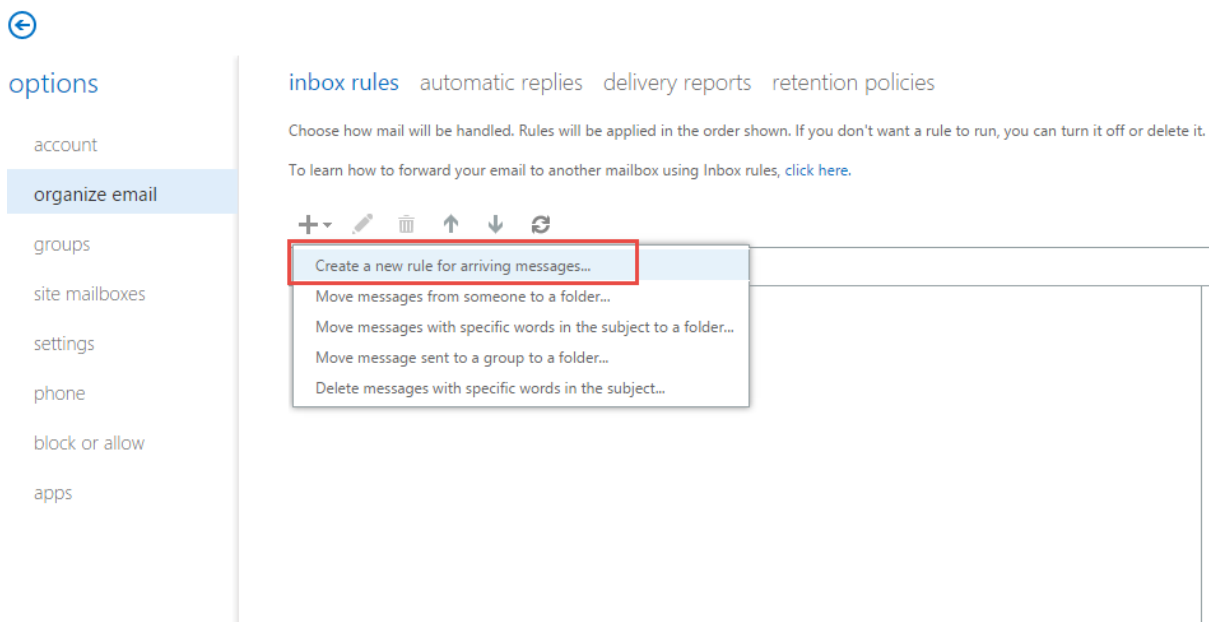 options
account
organize email
groups
site mailboxes
settings
phone
block or allow
apps
inbox rules automatic replies delivery reports retention policies
Choose how mail will be handled. Rules will be applied in the order shown. If you don't want a rule to run, you can turn it off or delete it.
To learn how to forward your email to another mailbox using Inbox rules, click here.
Create a new rule for arriving messages...
Move messages from someone to a folder...
Move messages with specific words in the subject to a folder...
Move message sent to a group to a folder...
Delete messages with specific words in the subject...